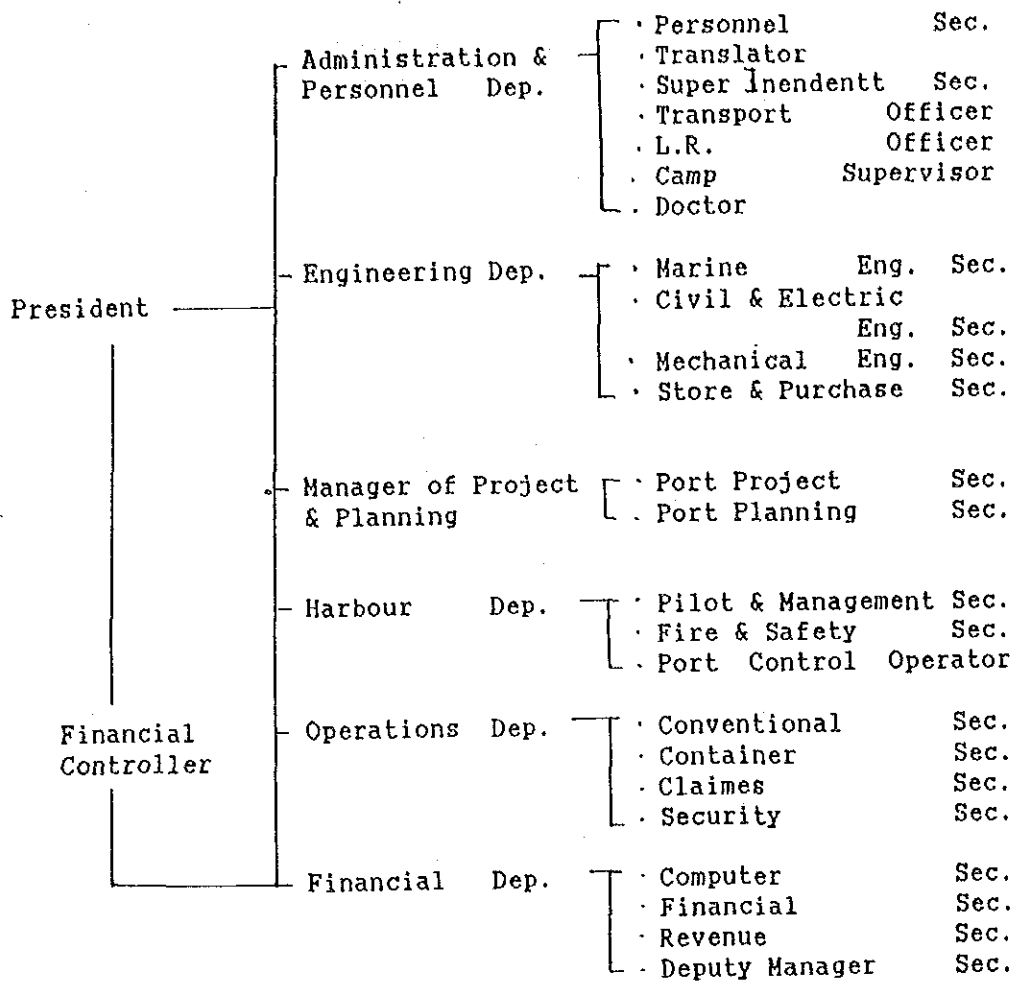 President
Financial
Controller
Administration &
Personnel Dep.
· Personnel Sec.
· Translator
· Super Inendentt Sec.
· Transport Officer
· L.R. Officer
· Camp Supervisor
· Doctor
Engineering Dep.
· Marine Eng. Sec.
· Civil & Electric
Eng. Sec.
· Mechanical Eng. Sec.
· Store & Purchase Sec.
Manager of Project
& Planning
· Port Project Sec.
· Port Planning Sec.
Harbour Dep.
· Pilot & Management Sec.
· Fire & Safety Sec.
· Port Control Operator
Operations Dep.
· Conventional Sec.
· Container Sec.
· Claimes Sec.
· Security Sec.
Financial Dep.
· Computer Sec.
· Financial Sec.
· Revenue Sec.
· Deputy Manager Sec.